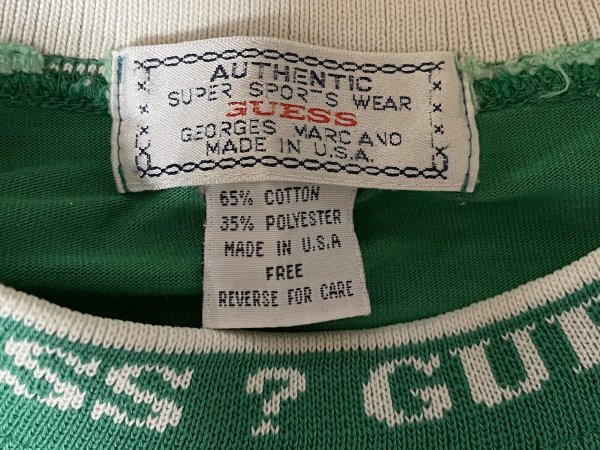 AUTHENTIC
SUPER SPORTS WEAR
GUESS
GEORGES MARCANO
MADE IN U.S.A.
65% COTTON
35% POLYESTER
MADE IN U.S.A
FREE
REVERSE FOR CARE
SS ? GU